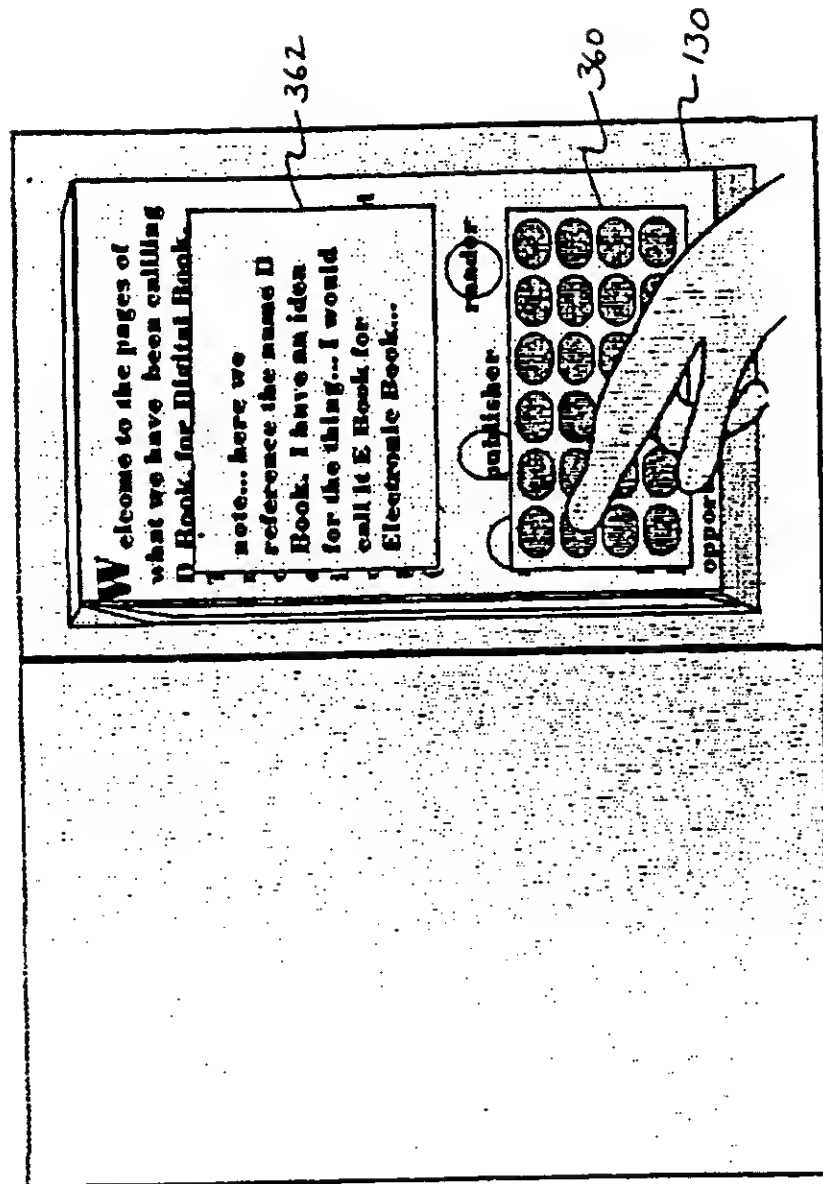 Welcome to the pages of
what we have been callling
D Book, for Digital Book.
note... here we
reference the name D
Book. I have an idea
for the thing... I would
call it E Book for
Electronic Book...
publisher reader
oppor
362
360
130